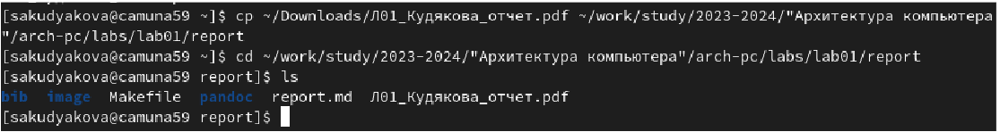 [sakudyakova@camuna59 ~]$ cp ~/Downloads/Л01_Кудякова_отчет.pdf ~/work/study/2023-2024/"Архитектура компьютера
"/arch-pc/labs/lab01/report
[sakudyakova@camuna59 ~]$ cd ~/work/study/2023-2024/"Архитектура компьютера"/arch-pc/labs/lab01/report
[sakudyakova@camuna59 report]$ ls
bib  image  Makefile  pandoc  report.md  Л01_Кудякова_отчет.pdf
[sakudyakova@camuna59 report]$